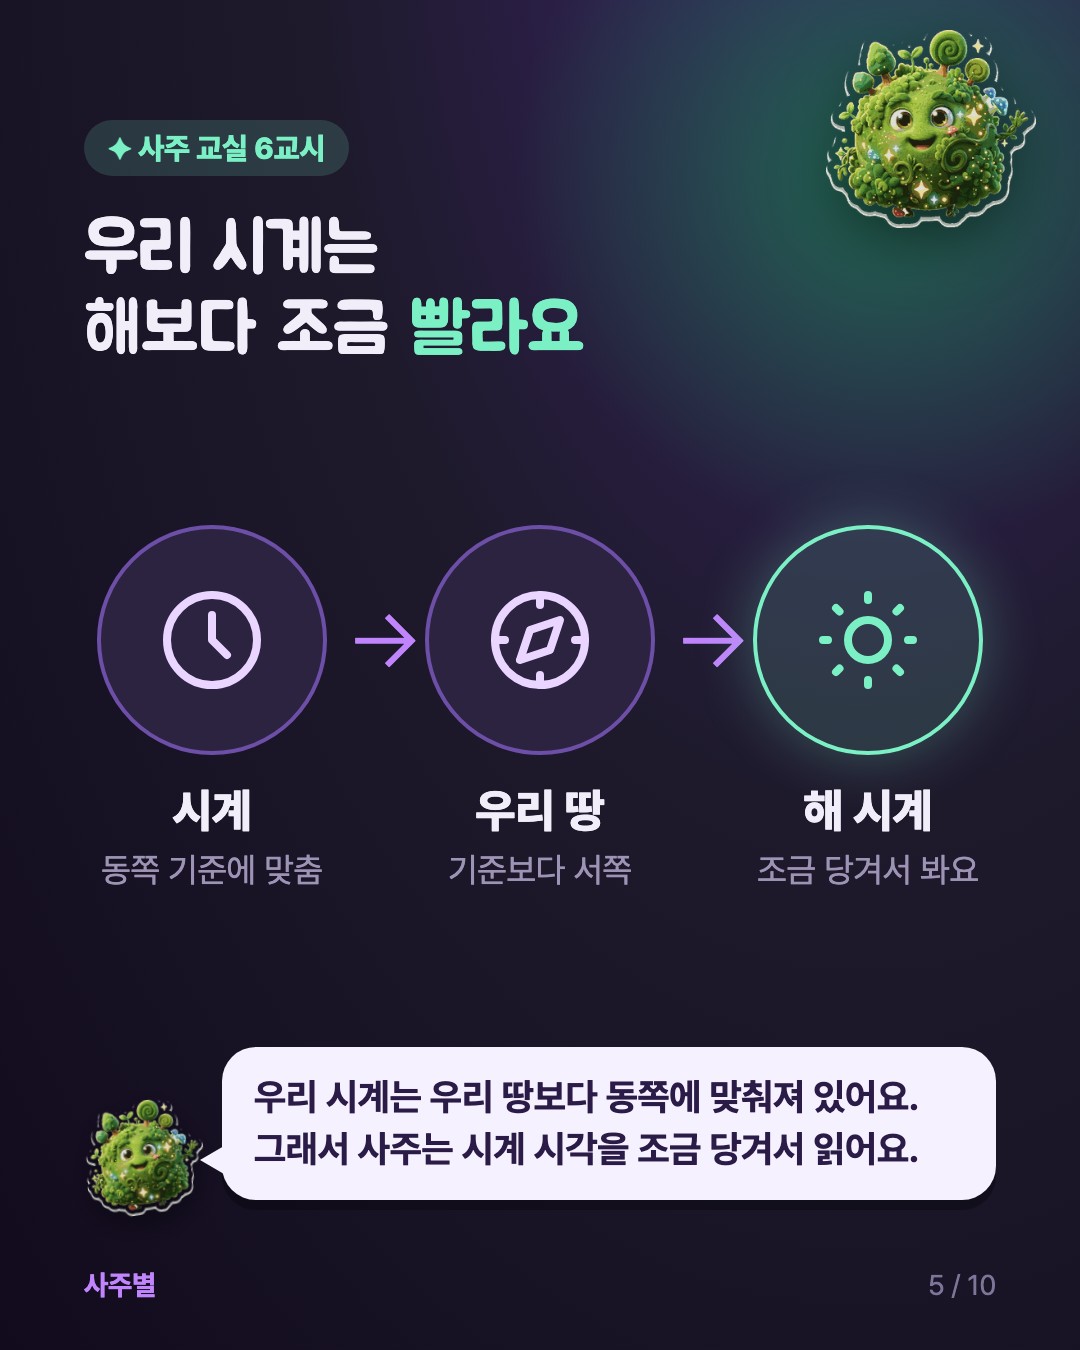 ✦ 사주 교실 6교시
우리 시계는
해보다 조금 빨라요
시계
동쪽 기준에 맞춤
우리 땅
기준보다 서쪽
해 시계
조금 당겨서 봐요
우리 시계는 우리 땅보다 동쪽에 맞춰져 있어요.
그래서 사주는 시계 시각을 조금 당겨서 읽어요.
사주별
5 / 10